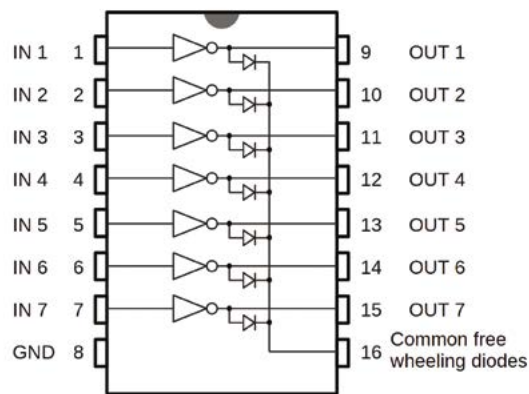 IN 1 1 9 OUT 1
IN 2 2 10 OUT 2
IN 3 3 11 OUT 3
IN 4 4 12 OUT 4
IN 5 5 13 OUT 5
IN 6 6 14 OUT 6
IN 7 7 15 OUT 7
GND 8 16 Common free
wheeling diodes